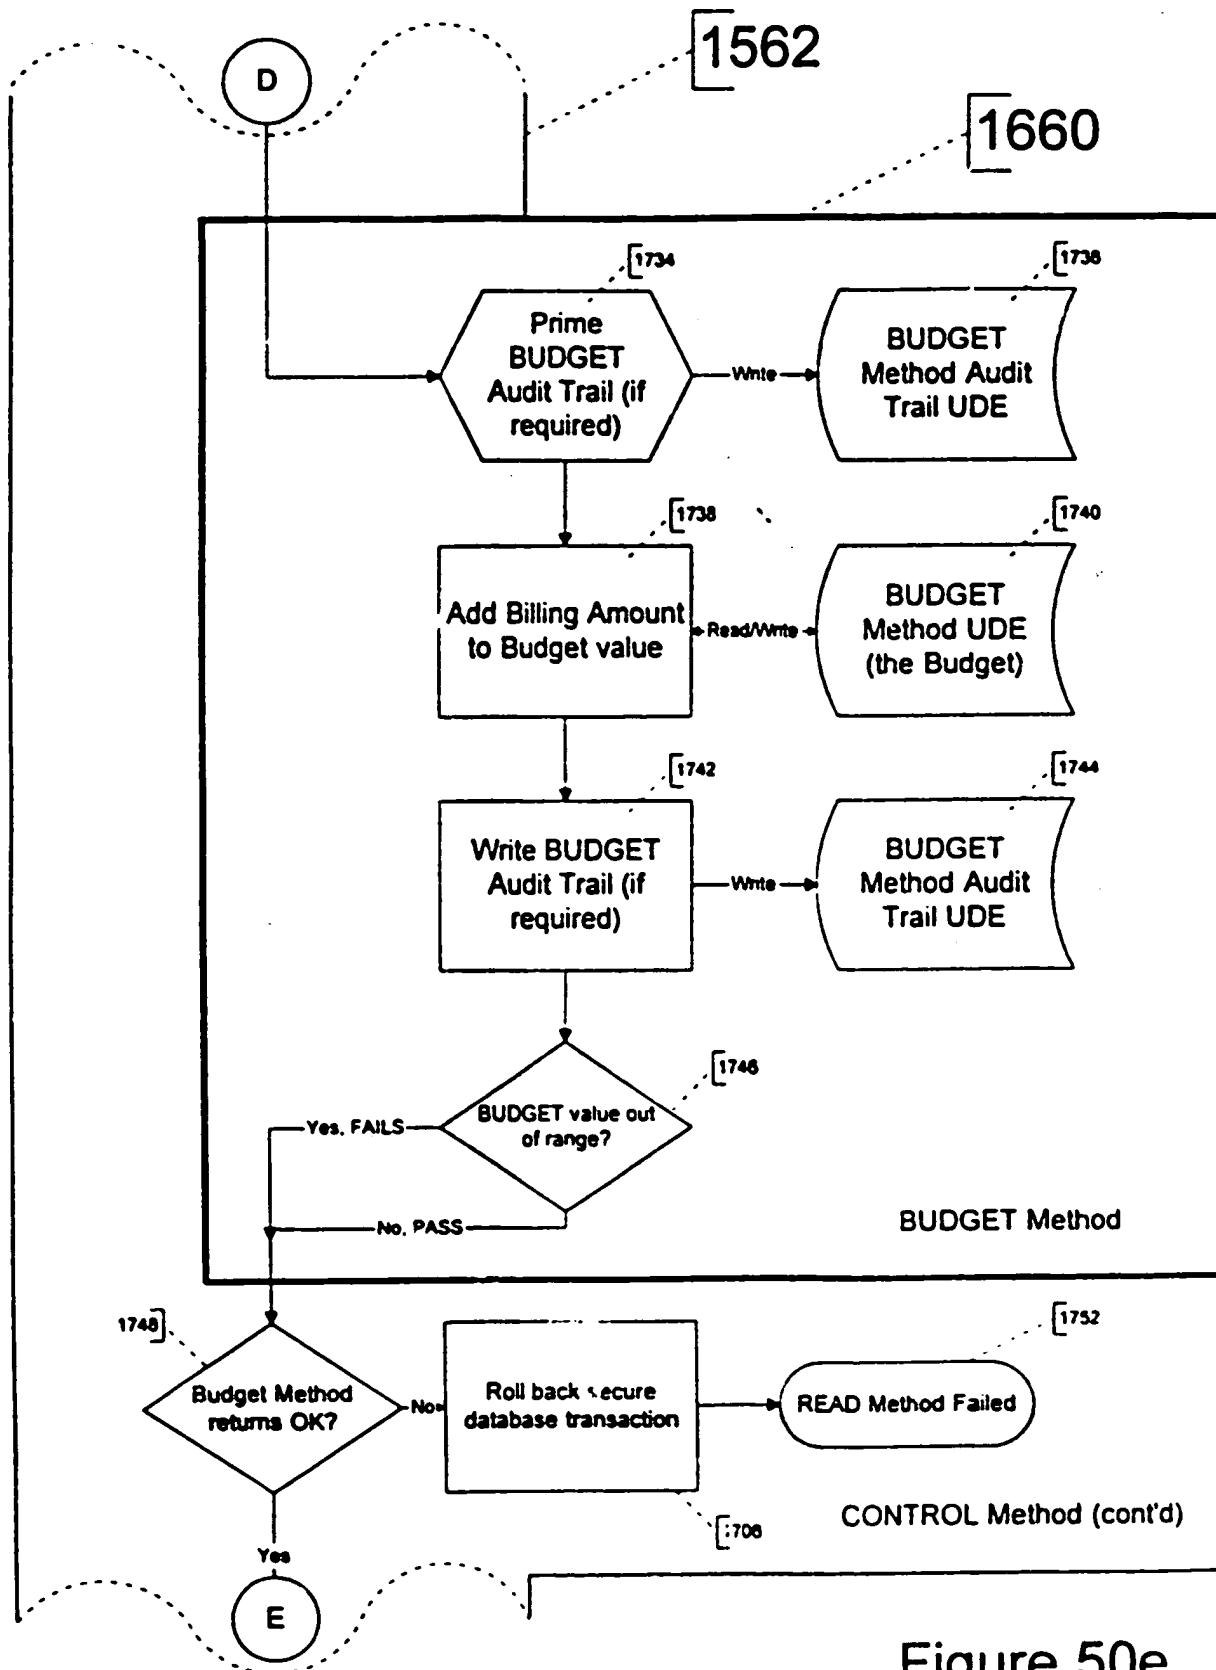 D
1562
1660
1734
Prime
BUDGET
Audit Trail (if
required)
Write
1736
BUDGET
Method Audit
Trail UDE
1738
Add Billing Amount
to Budget value
Read/Write
1740
BUDGET
Method UDE
(the Budget)
1742
Write BUDGET
Audit Trail (if
required)
Write
1744
BUDGET
Method Audit
Trail UDE
1746
BUDGET value out
of range?
Yes, FAILS
No, PASS
BUDGET Method
1748
Budget Method
returns OK?
No
Roll back secure
database transaction
1752
READ Method Failed
CONTROL Method (cont'd)
Yes
E
Figure 50e